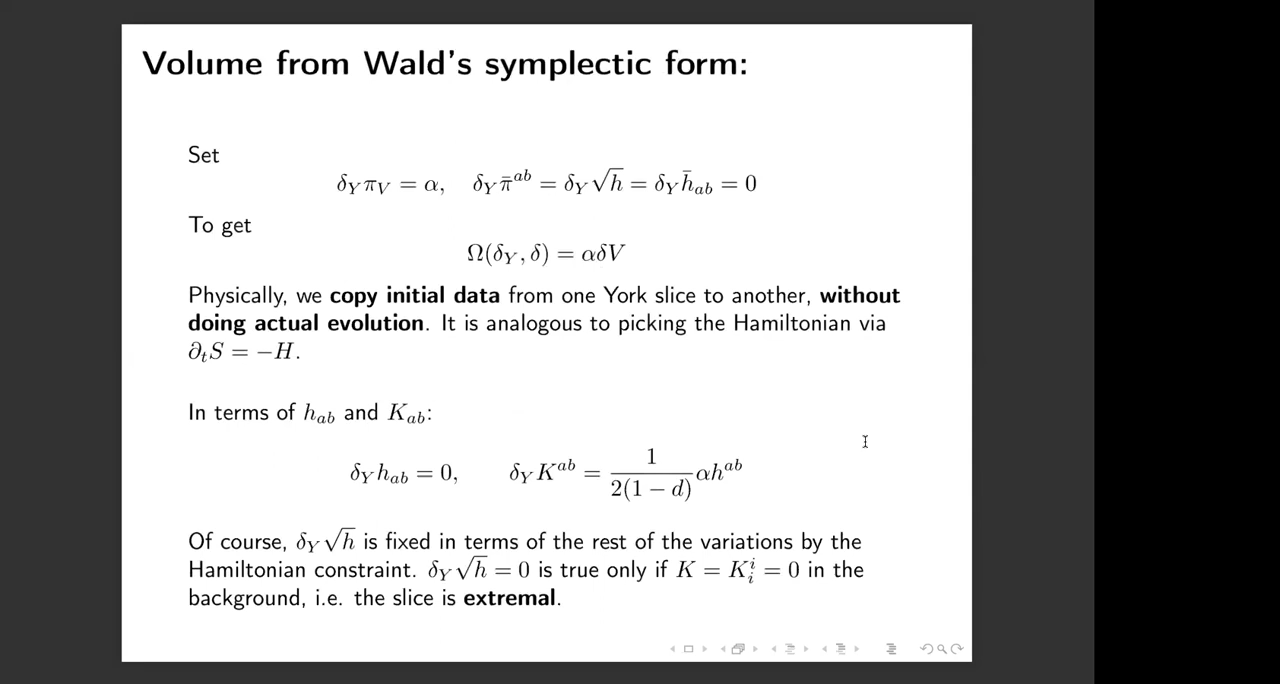 Volume from Wald's symplectic form:
Set
δ_Y π_V = α,  δ_Y π̄^{ab} = δ_Y √h = δ_Y h̄_{ab} = 0
To get
Ω(δ_Y, δ) = αδV
Physically, we copy initial data from one York slice to another, without
doing actual evolution. It is analogous to picking the Hamiltonian via
∂_t S = −H.
In terms of h_{ab} and K_{ab}:
δ_Y h_{ab} = 0,  δ_Y K^{ab} = \frac{1}{2(1 − d)} αh^{ab}
Of course, δ_Y √h is fixed in terms of the rest of the variations by the
Hamiltonian constraint. δ_Y √h = 0 is true only if K = K^i_i = 0 in the
background, i.e. the slice is extremal.